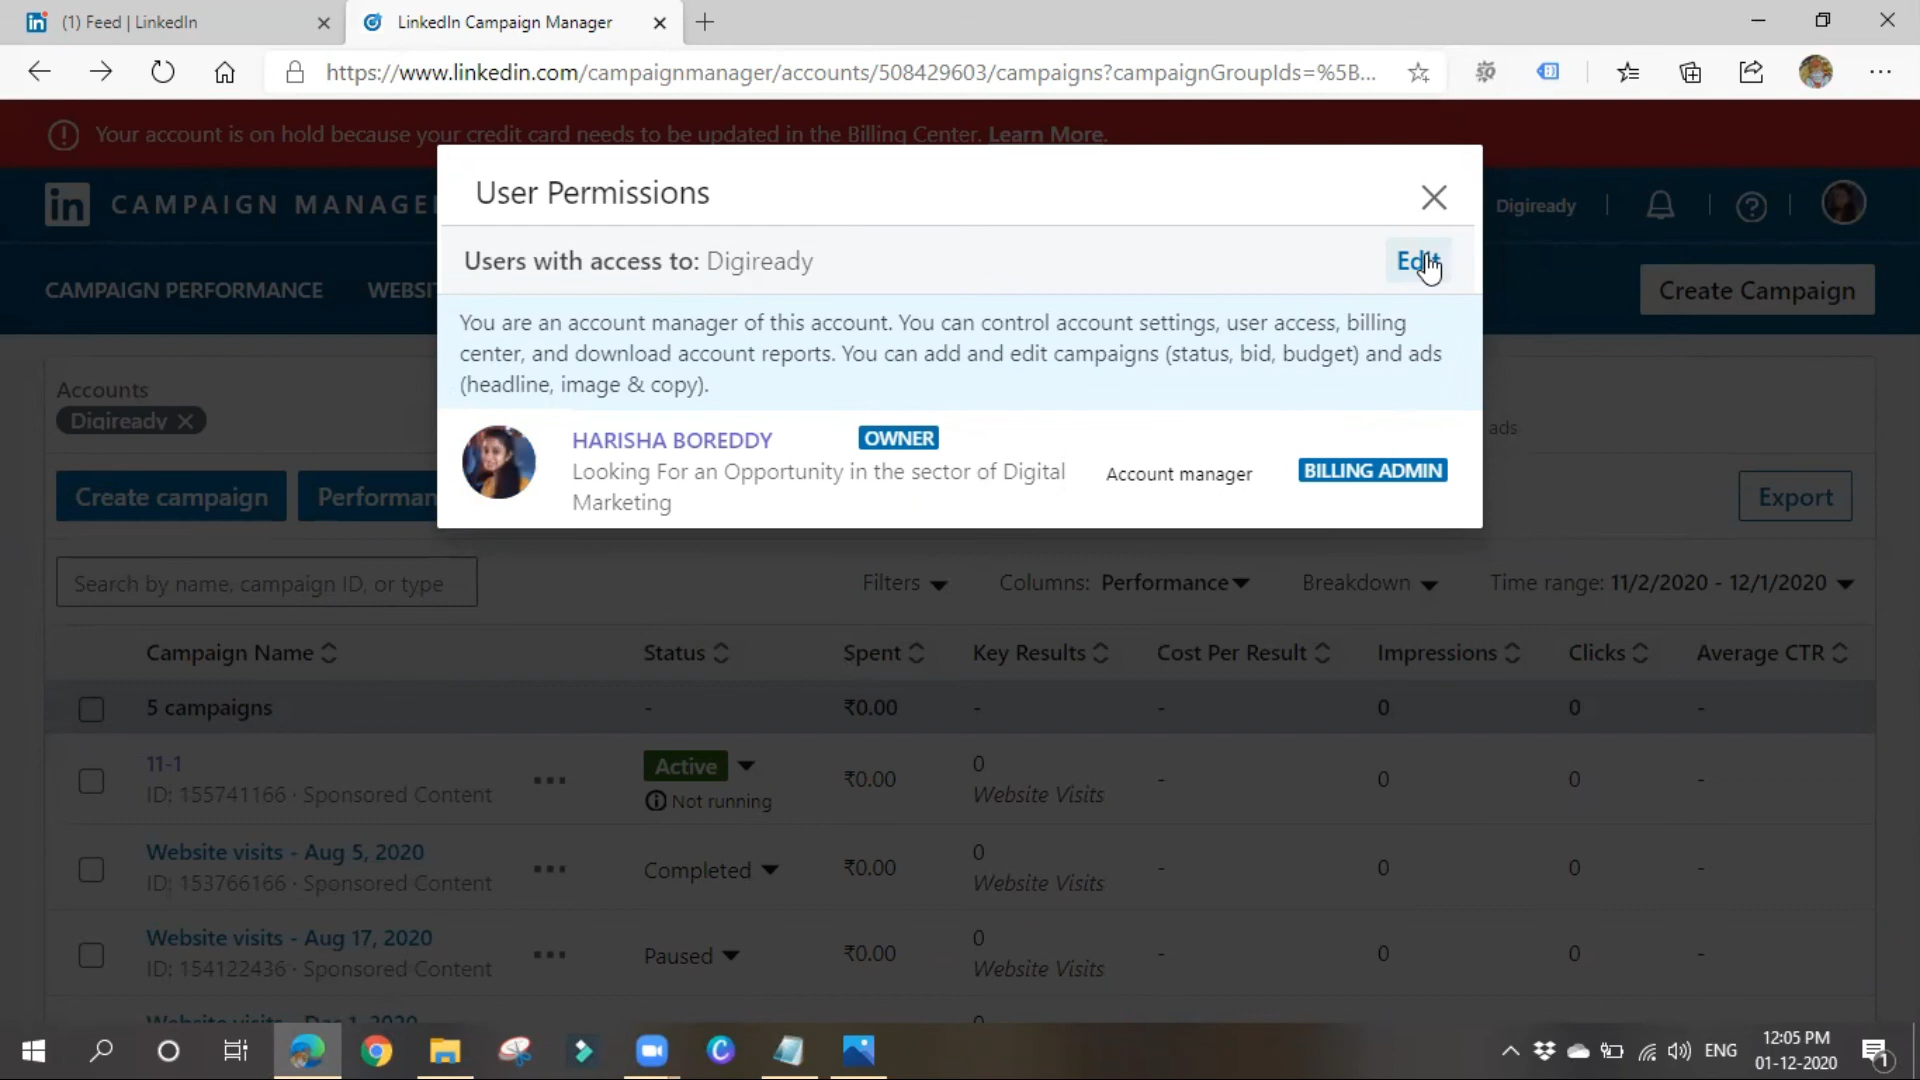 (1) Feed | LinkedIn
LinkedIn Campaign Manager
https://www.linkedin.com/campaignmanager/accounts/508429603/campaigns?campaignGroupIds=%5B...
Your account is on hold because your credit card needs to be updated in the Billing Center. Learn More.
in CAMPAIGN MANAGE
Digiready
CAMPAIGN PERFORMANCE
WEBSI
Create Campaign
User Permissions
Users with access to: Digiready
Edit
You are an account manager of this account. You can control account settings, user access, billing
center, and download account reports. You can add and edit campaigns (status, bid, budget) and ads
(headline, image & copy).
HARISHA BOREDDY
OWNER
Looking For an Opportunity in the sector of Digital
Marketing
Account manager
BILLING ADMIN
Accounts
Digiready
ads
Create campaign
Performan
Export
Search by name, campaign ID, or type
Filters
Columns: Performance
Breakdown
Time range: 11/2/2020 - 12/1/2020
Campaign Name
Status
Spent
Key Results
Cost Per Result
Impressions
Clicks
Average CTR
5 campaigns
-
₹0.00
-
-
0
0
-
11-1
ID: 155741166 · Sponsored Content
Active
Not running
₹0.00
0
Website Visits
-
0
0
-
Website visits - Aug 5, 2020
ID: 153766166 · Sponsored Content
Completed
₹0.00
0
Website Visits
-
0
0
-
Website visits - Aug 17, 2020
ID: 154122436 · Sponsored Content
Paused
₹0.00
0
Website Visits
-
0
0
-
Website visits - Dec 1, 2020
0
ENG
12:05 PM
01-12-2020
1